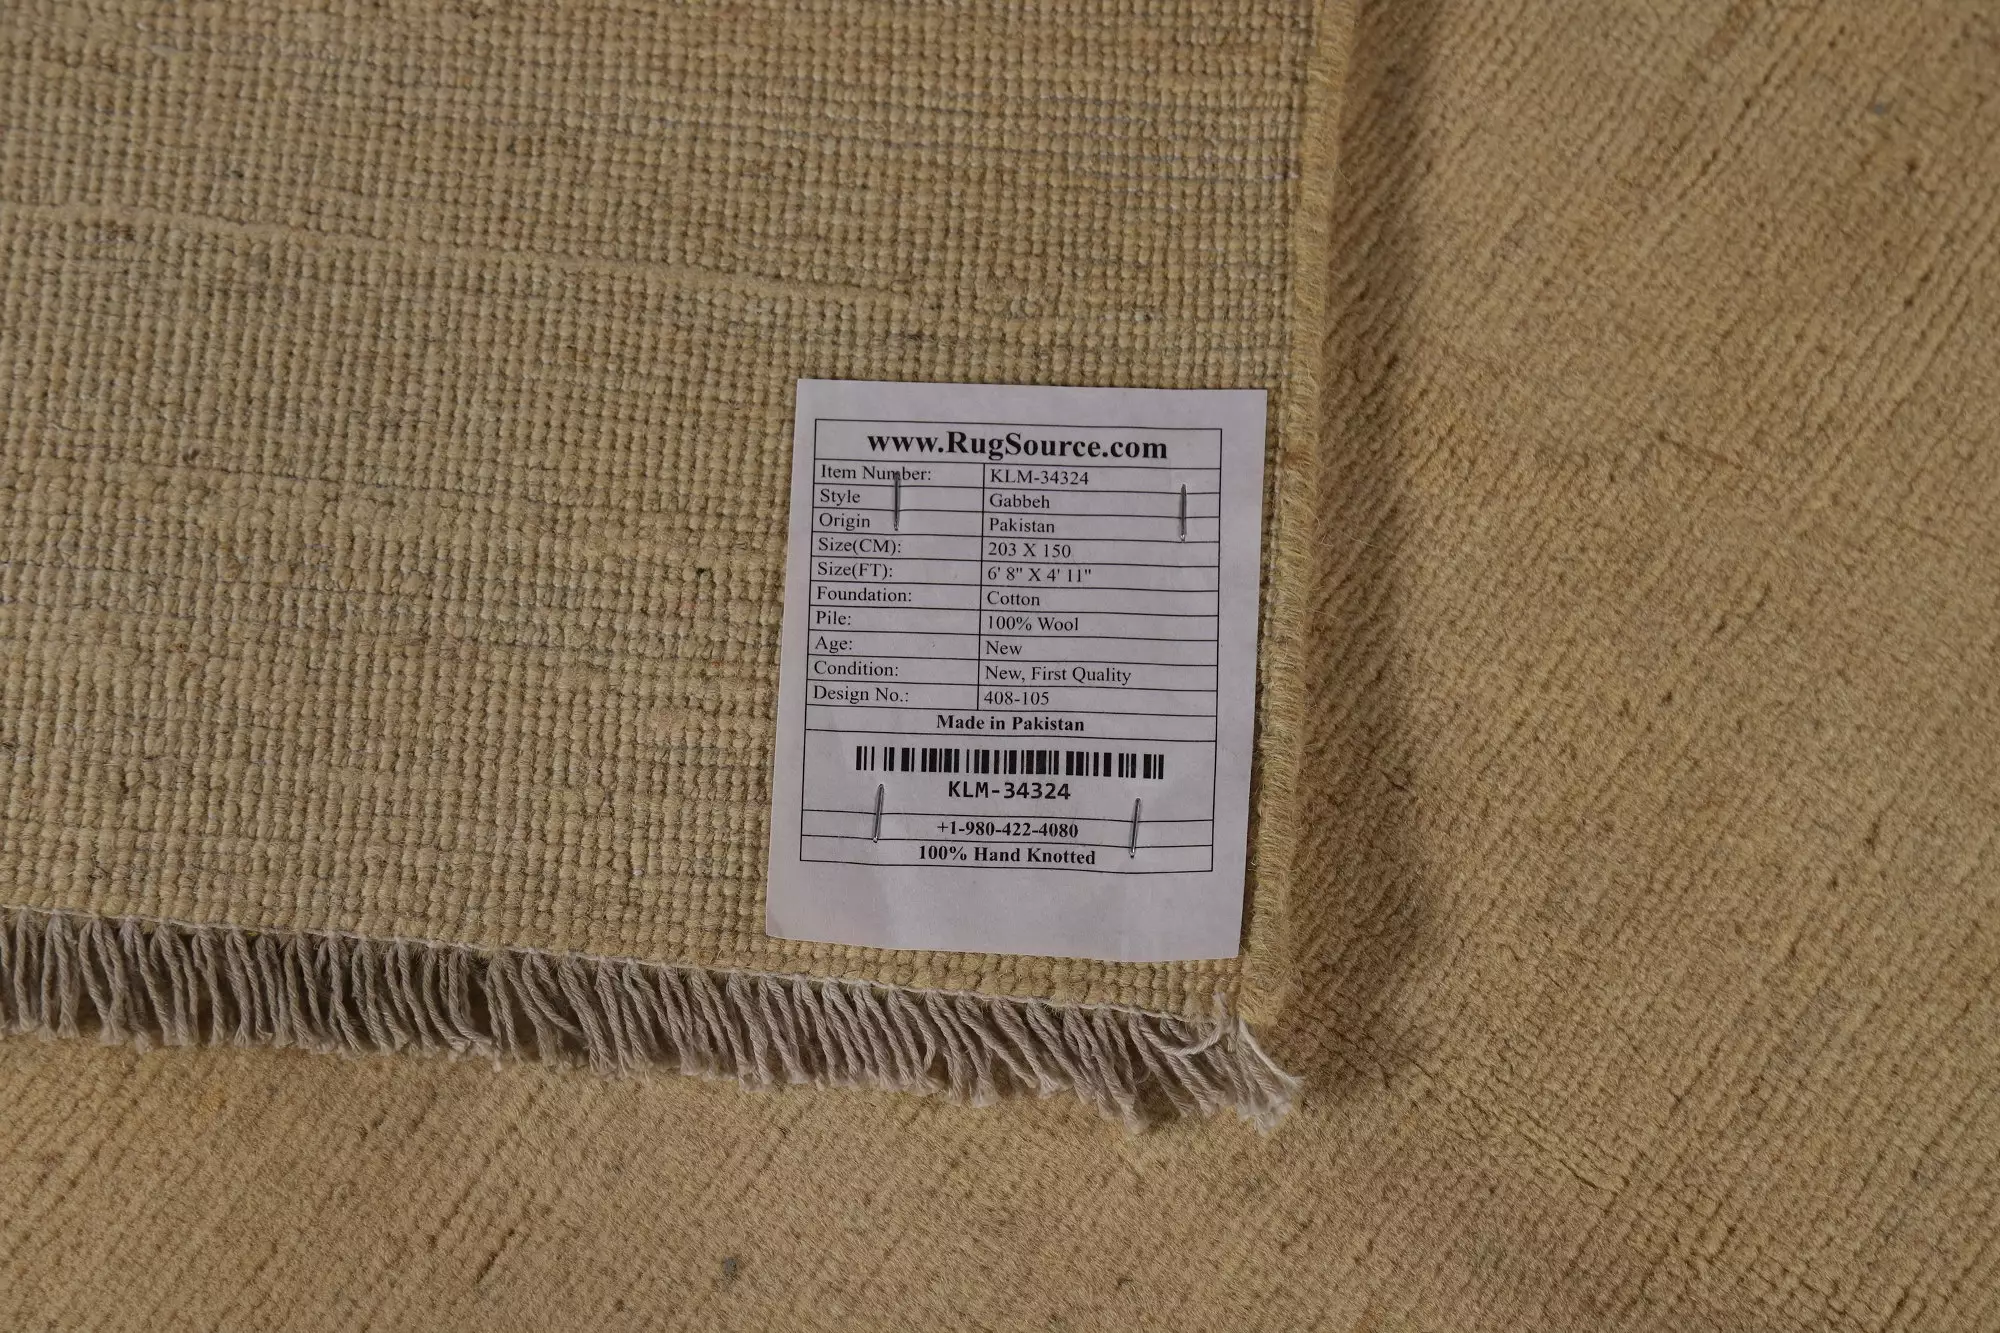 www.RugSource.com
Item Number: KLM-34324
Style Gabbeh
Origin Pakistan
Size(CM): 203 X 150
Size(FT): 6' 8" X 4' 11"
Foundation: Cotton
Pile: 100% Wool
Age: New
Condition: New, First Quality
Design No.: 408-105
Made in Pakistan
KLM-34324
+1-980-422-4080
100% Hand Knotted